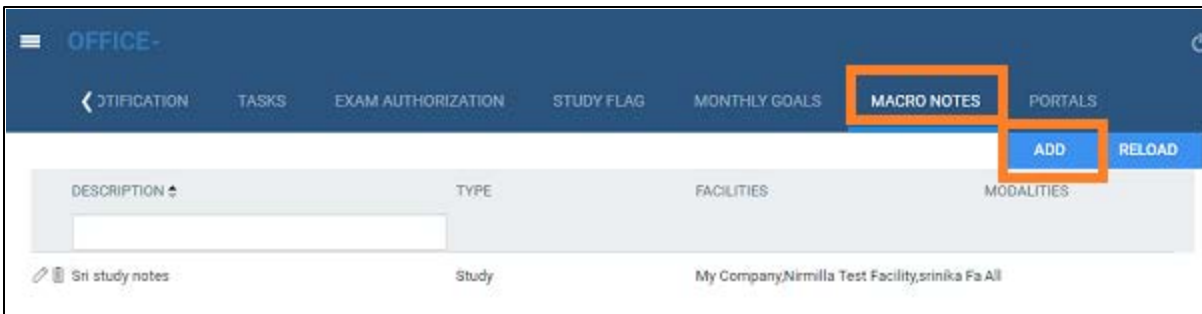 OFFICE-
OTIFICATION TASKS EXAM AUTHORIZATION STUDY FLAG MONTHLY GOALS MACRO NOTES PORTALS
ADD RELOAD
DESCRIPTION TYPE FACILITIES MODALITIES
Sri study notes Study My Company,Nirmilla Test Facility,srinika Fa All